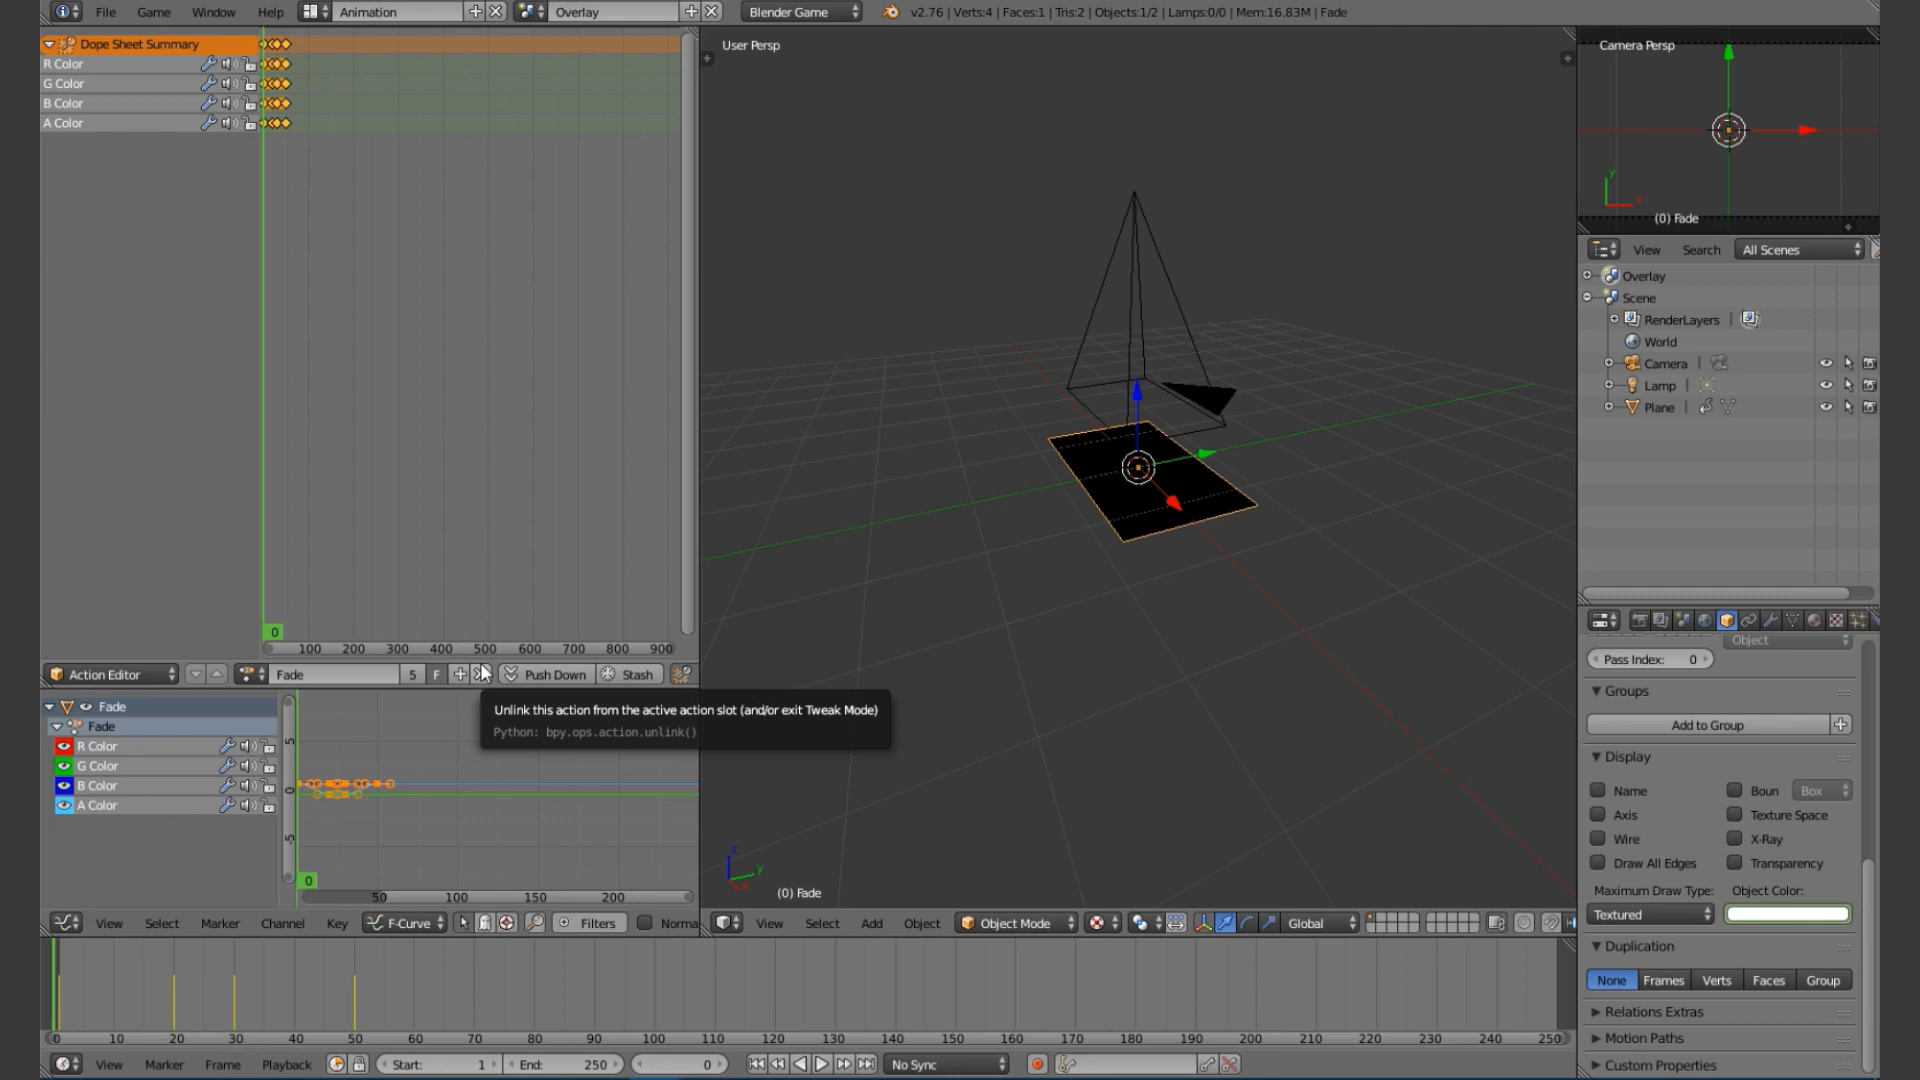 File Game Window Help Animation Overlay Blender Game v2.76 | Verts:4 | Faces:1 | Tris:2 | Objects:1/2 | Lamps:0/0 | Mem:16.83M | Fade
Dope Sheet Summary
R Color
G Color
B Color
A Color
0
100 200 300 400 500 600 700 800 900
Action Editor Fade 5 F Push Down Stash
Unlink this action from the active action slot (and/or exit Tweak Mode)
Python: bpy.ops.action.unlink()
Fade
Fade
R Color
G Color
B Color
A Color
5
0
5
0
50 100 150 200
View Select Marker Channel Key F-Curve Filters Norma
User Persp
z
y
x
(0) Fade
View Select Add Object Object Mode Global
Camera Persp
y
x
(0) Fade
View Search All Scenes
Overlay
Scene
RenderLayers |
World
Camera |
Lamp |
Plane |
Object
Pass Index: 0
Groups
Add to Group
Display
Name Boun Box
Axis Texture Space
Wire X-Ray
Draw All Edges Transparency
Maximum Draw Type: Object Color:
Textured
Duplication
None Frames Verts Faces Group
Relations Extras
Motion Paths
Custom Properties
0 10 20 30 40 50 60 70 80 90 100 110 120 130 140 150 160 170 180 190 200 210 220 230 240 250
View Marker Frame Playback Start: 1 End: 250 0 No Sync